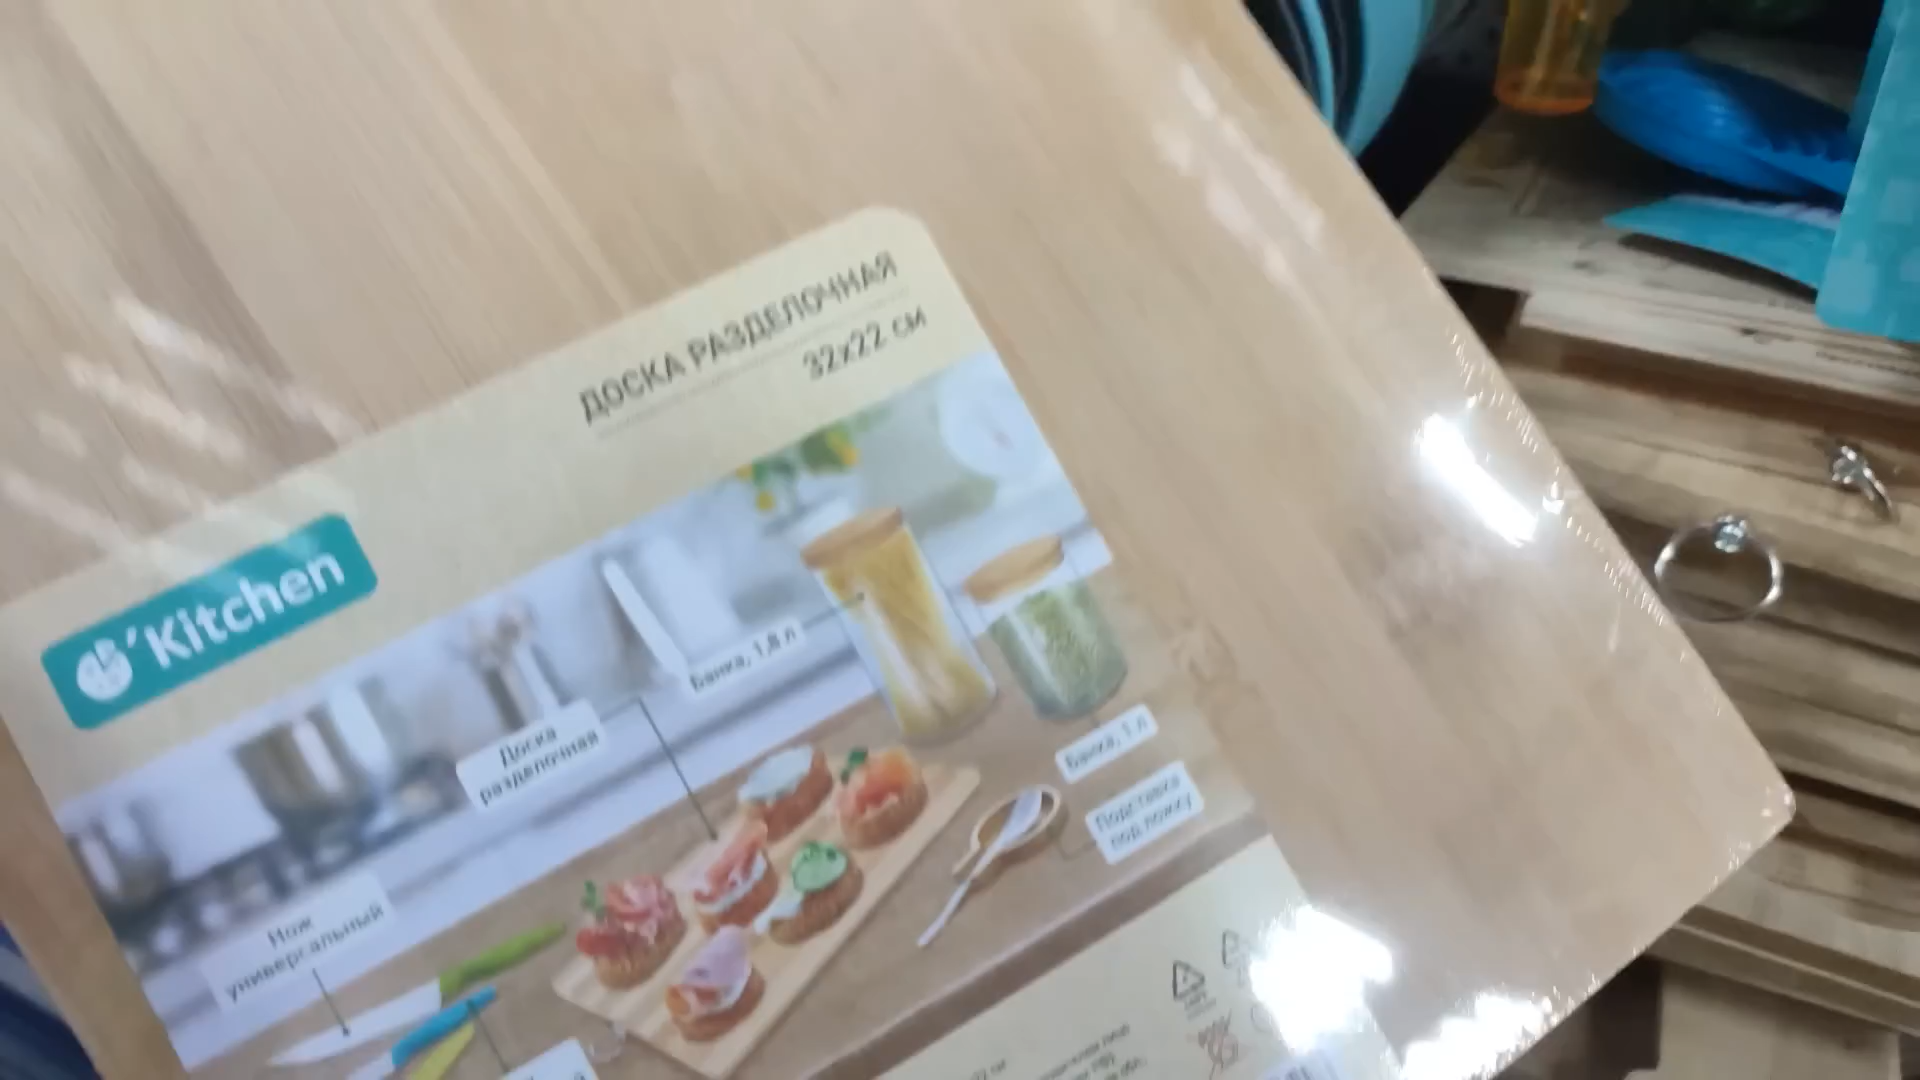 ДОСКА РАЗДЕЛОЧНАЯ
32x22 см
Kitchen
Банка, 1,8 л
Доска
разделочная
Банка, 1 л
Подставка
под ложку
Нож
универсальный